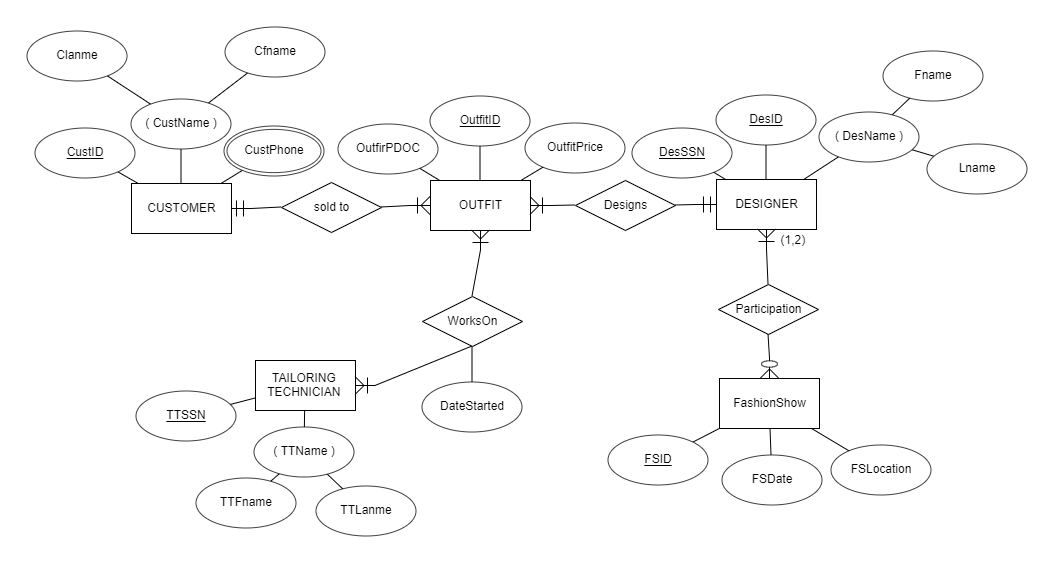 Clanme
Cfname
Fname
( CustName )
OutfitID
DesID
( DesName )
CustID
CustPhone
OutfirPDOC
OutfitPrice
DesSSN
Lname
CUSTOMER
sold to
OUTFIT
Designs
DESIGNER
(1,2)
Participation
WorksOn
TAILORING
TECHNICIAN
DateStarted
FashionShow
TTSSN
( TTName )
FSID
FSDate
FSLocation
TTFname
TTLanme